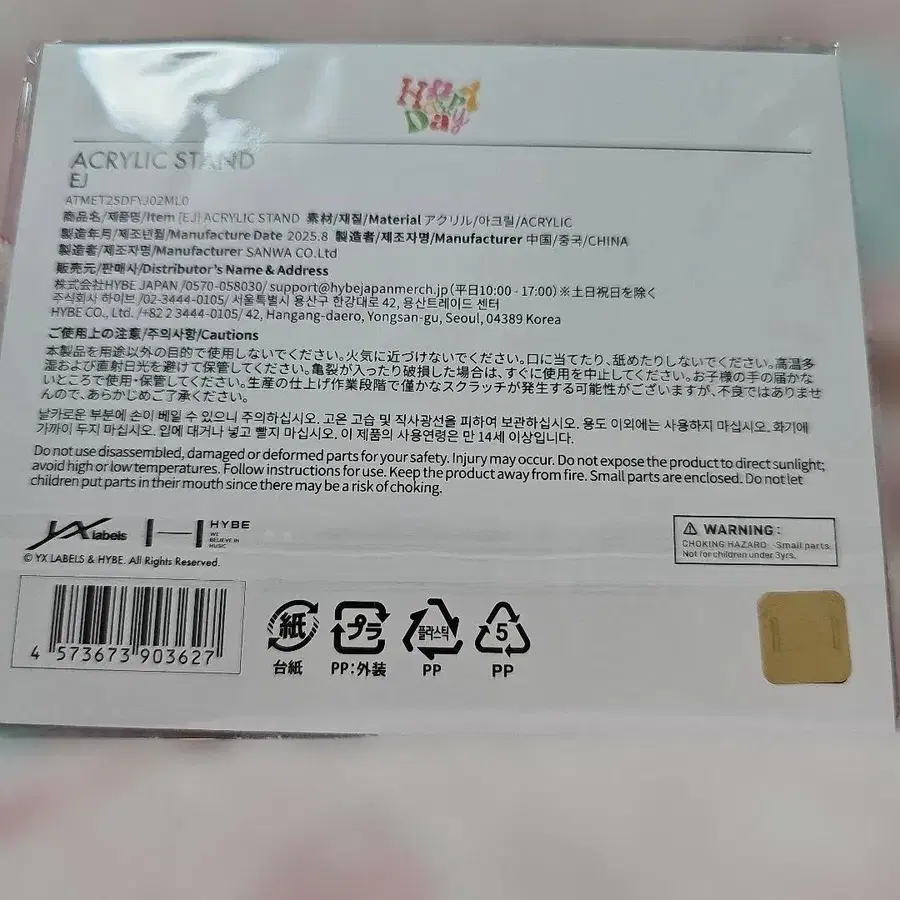 Happy Day
ACRYLIC STAND
EJ
ATMET25DFYJ02ML0
商品名/제품명/Item [EJ] ACRYLIC STAND 素材/재질/Material アクリル/아크릴/ACRYLIC
製造年月/제조년월/Manufacture Date 2025.8 製造者/제조자명/Manufacturer 中国/중국/CHINA
製造者/제조자명/Manufacturer SANWA CO.Ltd
販売元/판매사/Distributor's Name & Address
株式会社HYBE JAPAN /0570-058030/ support@hybejapanmerch.jp (平日10:00 - 17:00) ※土日祝日を除く
주식회사 하이브 /02-3444-0105/ 서울특별시 용산구 한강대로 42, 용산트레이드 센터
HYBE CO., Ltd. /+82 2 3444-0105/ 42, Hangang-daero, Yongsan-gu, Seoul, 04389 Korea
ご使用上の注意/주의사항/Cautions
本製品を用途以外の目的で使用しないでください。火気に近づけないでください。口に当てたり、舐めたりしないでください。高温多
湿および直射日光を避けて保管してください。亀裂が入ったり破損した場合は、すぐに使用を中止してください。お子様の手の届かな
いところで使用・保管してください。生産の仕上げ作業段階で僅かなスクラッチが発生する可能性がございますが、不良ではありませ
んので、あらかじめご了承ください。
날카로운 부분에 손이 베일 수 있으니 주의하십시오. 고온 고습 및 직사광선을 피하여 보관하십시오. 용도 이외에는 사용하지 마십시오. 화기에
가까이 두지 마십시오. 입에 대거나 넣고 빨지 마십시오. 이 제품의 사용연령은 만 14세 이상입니다.
Do not use disassembled, damaged or deformed parts for your safety. Injury may occur. Do not expose the product to direct sunlight;
avoid high or low temperatures. Follow instructions for use. Keep the product away from fire. Small parts are enclosed. Do not let
children put parts in their mouth since there may be a risk of choking.
YX labels HYBE
WE
BELIEVE IN
MUSIC
© YX LABELS & HYBE. All Rights Reserved.
⚠ WARNING:
CHOKING HAZARD - Small parts
Not for children under 3yrs.
4 573673 903627
紙 プラ 플라스틱 5
台紙 PP:外装 PP PP